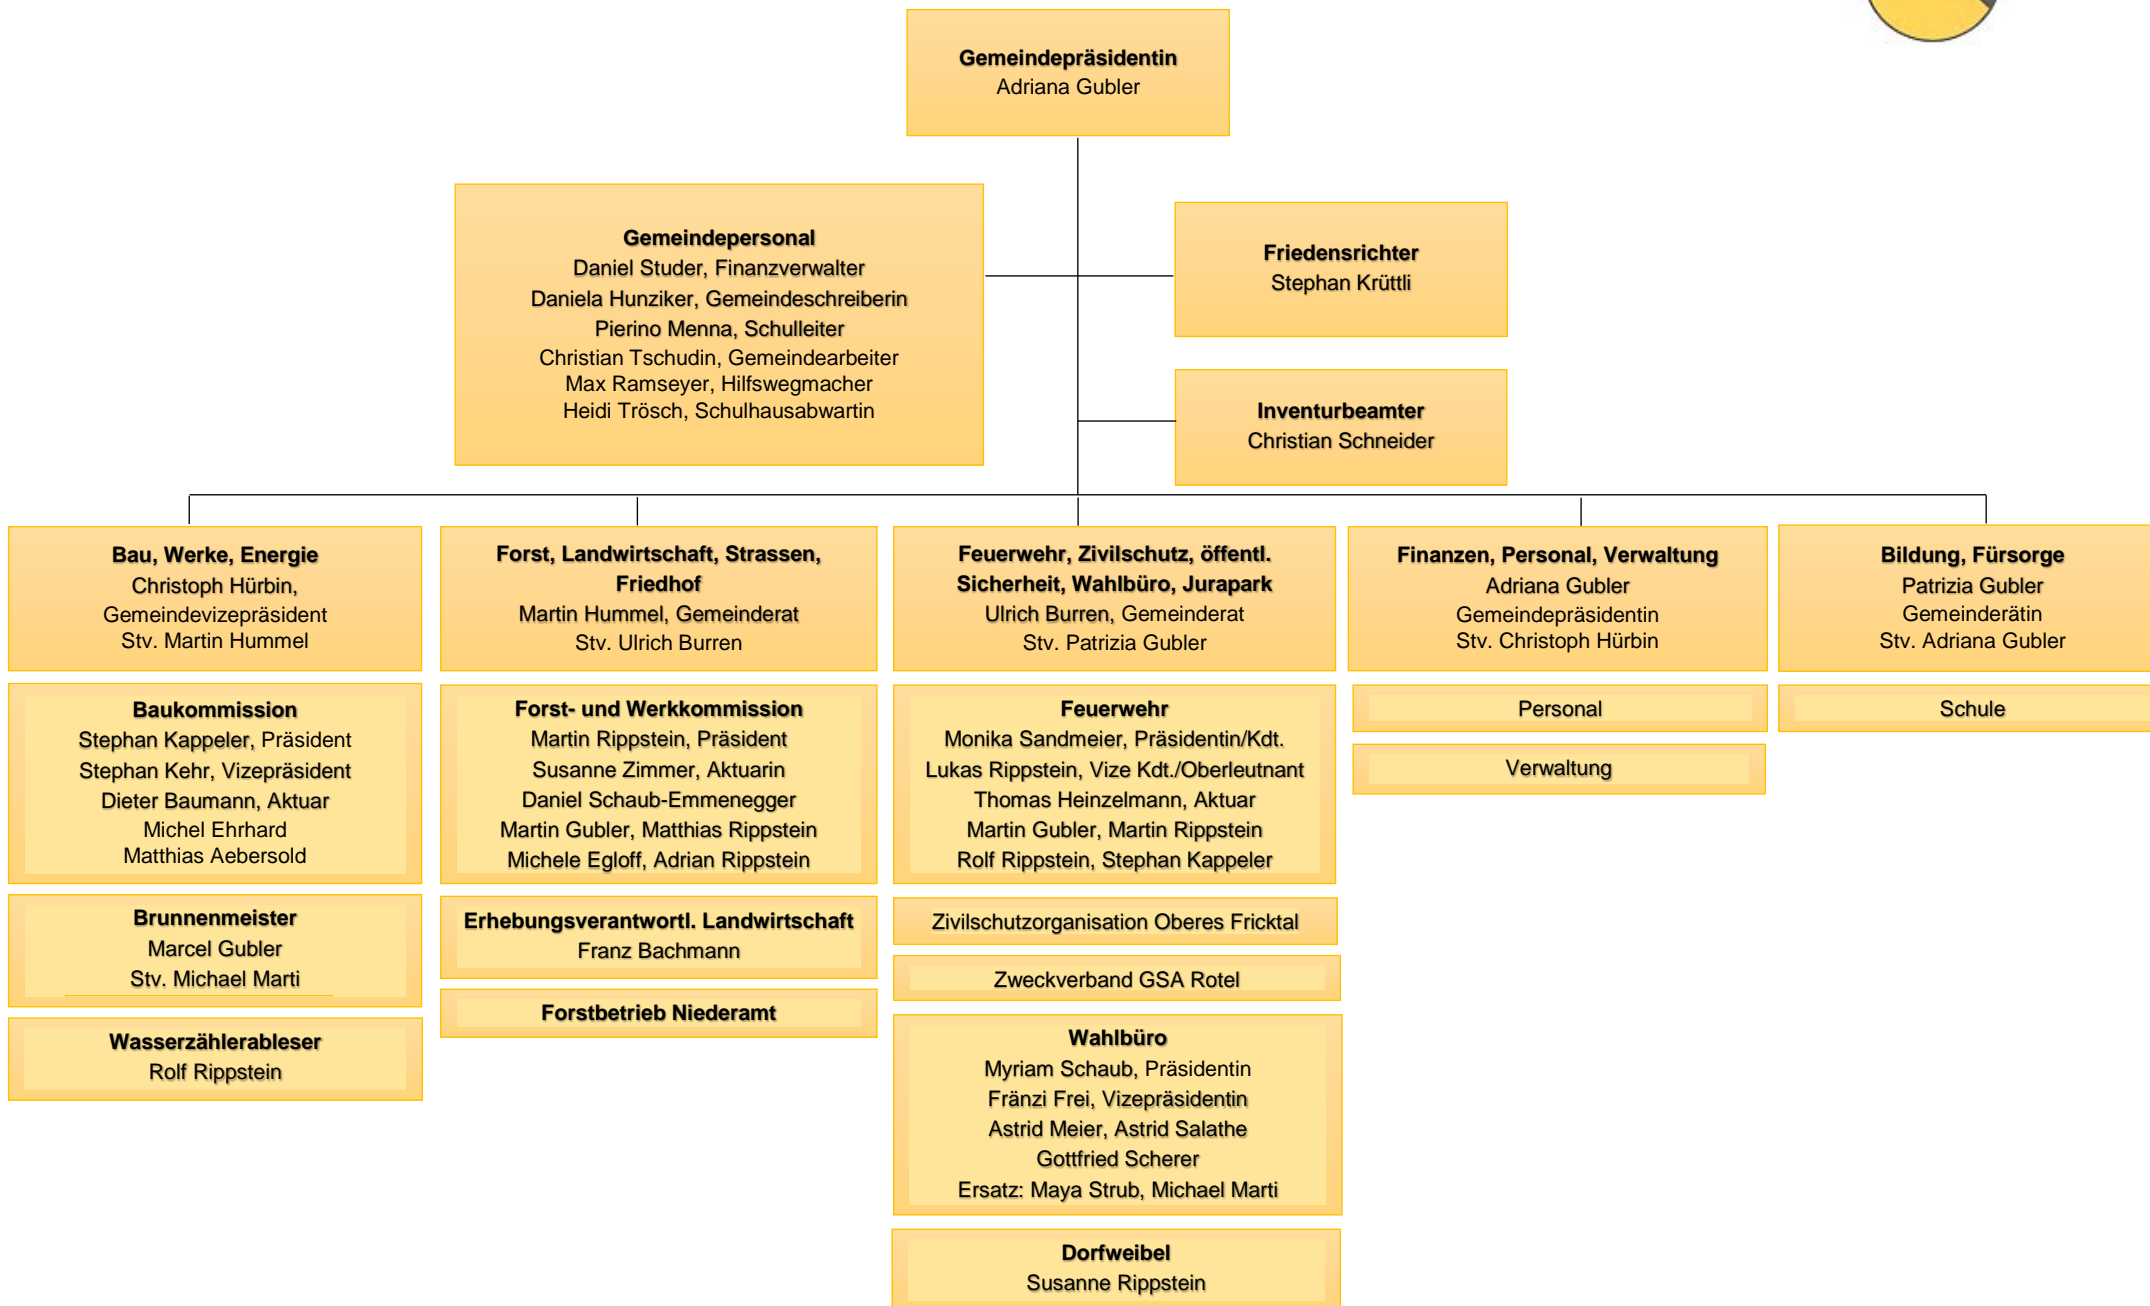 Gemeindepräsidentin
Adriana Gubler
Gemeindepersonal
Daniel Studer, Finanzverwalter
Daniela Hunziker, Gemeindeschreiberin
Pierino Menna, Schulleiter
Christian Tschudin, Gemeindearbeiter
Max Ramseyer, Hilfswegmacher
Heidi Trösch, Schulhausabwartin
Friedensrichter
Stephan Krüttli
Inventurbeamter
Christian Schneider
Bau, Werke, Energie
Christoph Hürbin,
Gemeindevizepräsident
Stv. Martin Hummel
Baukommission
Stephan Kappeler, Präsident
Stephan Kehr, Vizepräsident
Dieter Baumann, Aktuar
Michel Ehrhard
Matthias Aebersold
Brunnenmeister
Marcel Gubler
Stv. Michael Marti
Wasserzählerableser
Rolf Rippstein
Forst, Landwirtschaft, Strassen,
Friedhof
Martin Hummel, Gemeinderat
Stv. Ulrich Burren
Forst- und Werkkommission
Martin Rippstein, Präsident
Susanne Zimmer, Aktuarin
Daniel Schaub-Emmenegger
Martin Gubler, Matthias Rippstein
Michele Egloff, Adrian Rippstein
Erhebungsverantwortl. Landwirtschaft
Franz Bachmann
Forstbetrieb Niederamt
Feuerwehr, Zivilschutz, öffentl.
Sicherheit, Wahlbüro, Jurapark
Ulrich Burren, Gemeinderat
Stv. Patrizia Gubler
Feuerwehr
Monika Sandmeier, Präsidentin/Kdt.
Lukas Rippstein, Vize Kdt./Oberleutnant
Thomas Heinzelmann, Aktuar
Martin Gubler, Martin Rippstein
Rolf Rippstein, Stephan Kappeler
Zivilschutzorganisation Oberes Fricktal
Zweckverband GSA Rotel
Wahlbüro
Myriam Schaub, Präsidentin
Fränzi Frei, Vizepräsidentin
Astrid Meier, Astrid Salathe
Gottfried Scherer
Ersatz: Maya Strub, Michael Marti
Dorfweibel
Susanne Rippstein
Finanzen, Personal, Verwaltung
Adriana Gubler
Gemeindepräsidentin
Stv. Christoph Hürbin
Personal
Verwaltung
Bildung, Fürsorge
Patrizia Gubler
Gemeinderätin
Stv. Adriana Gubler
Schule